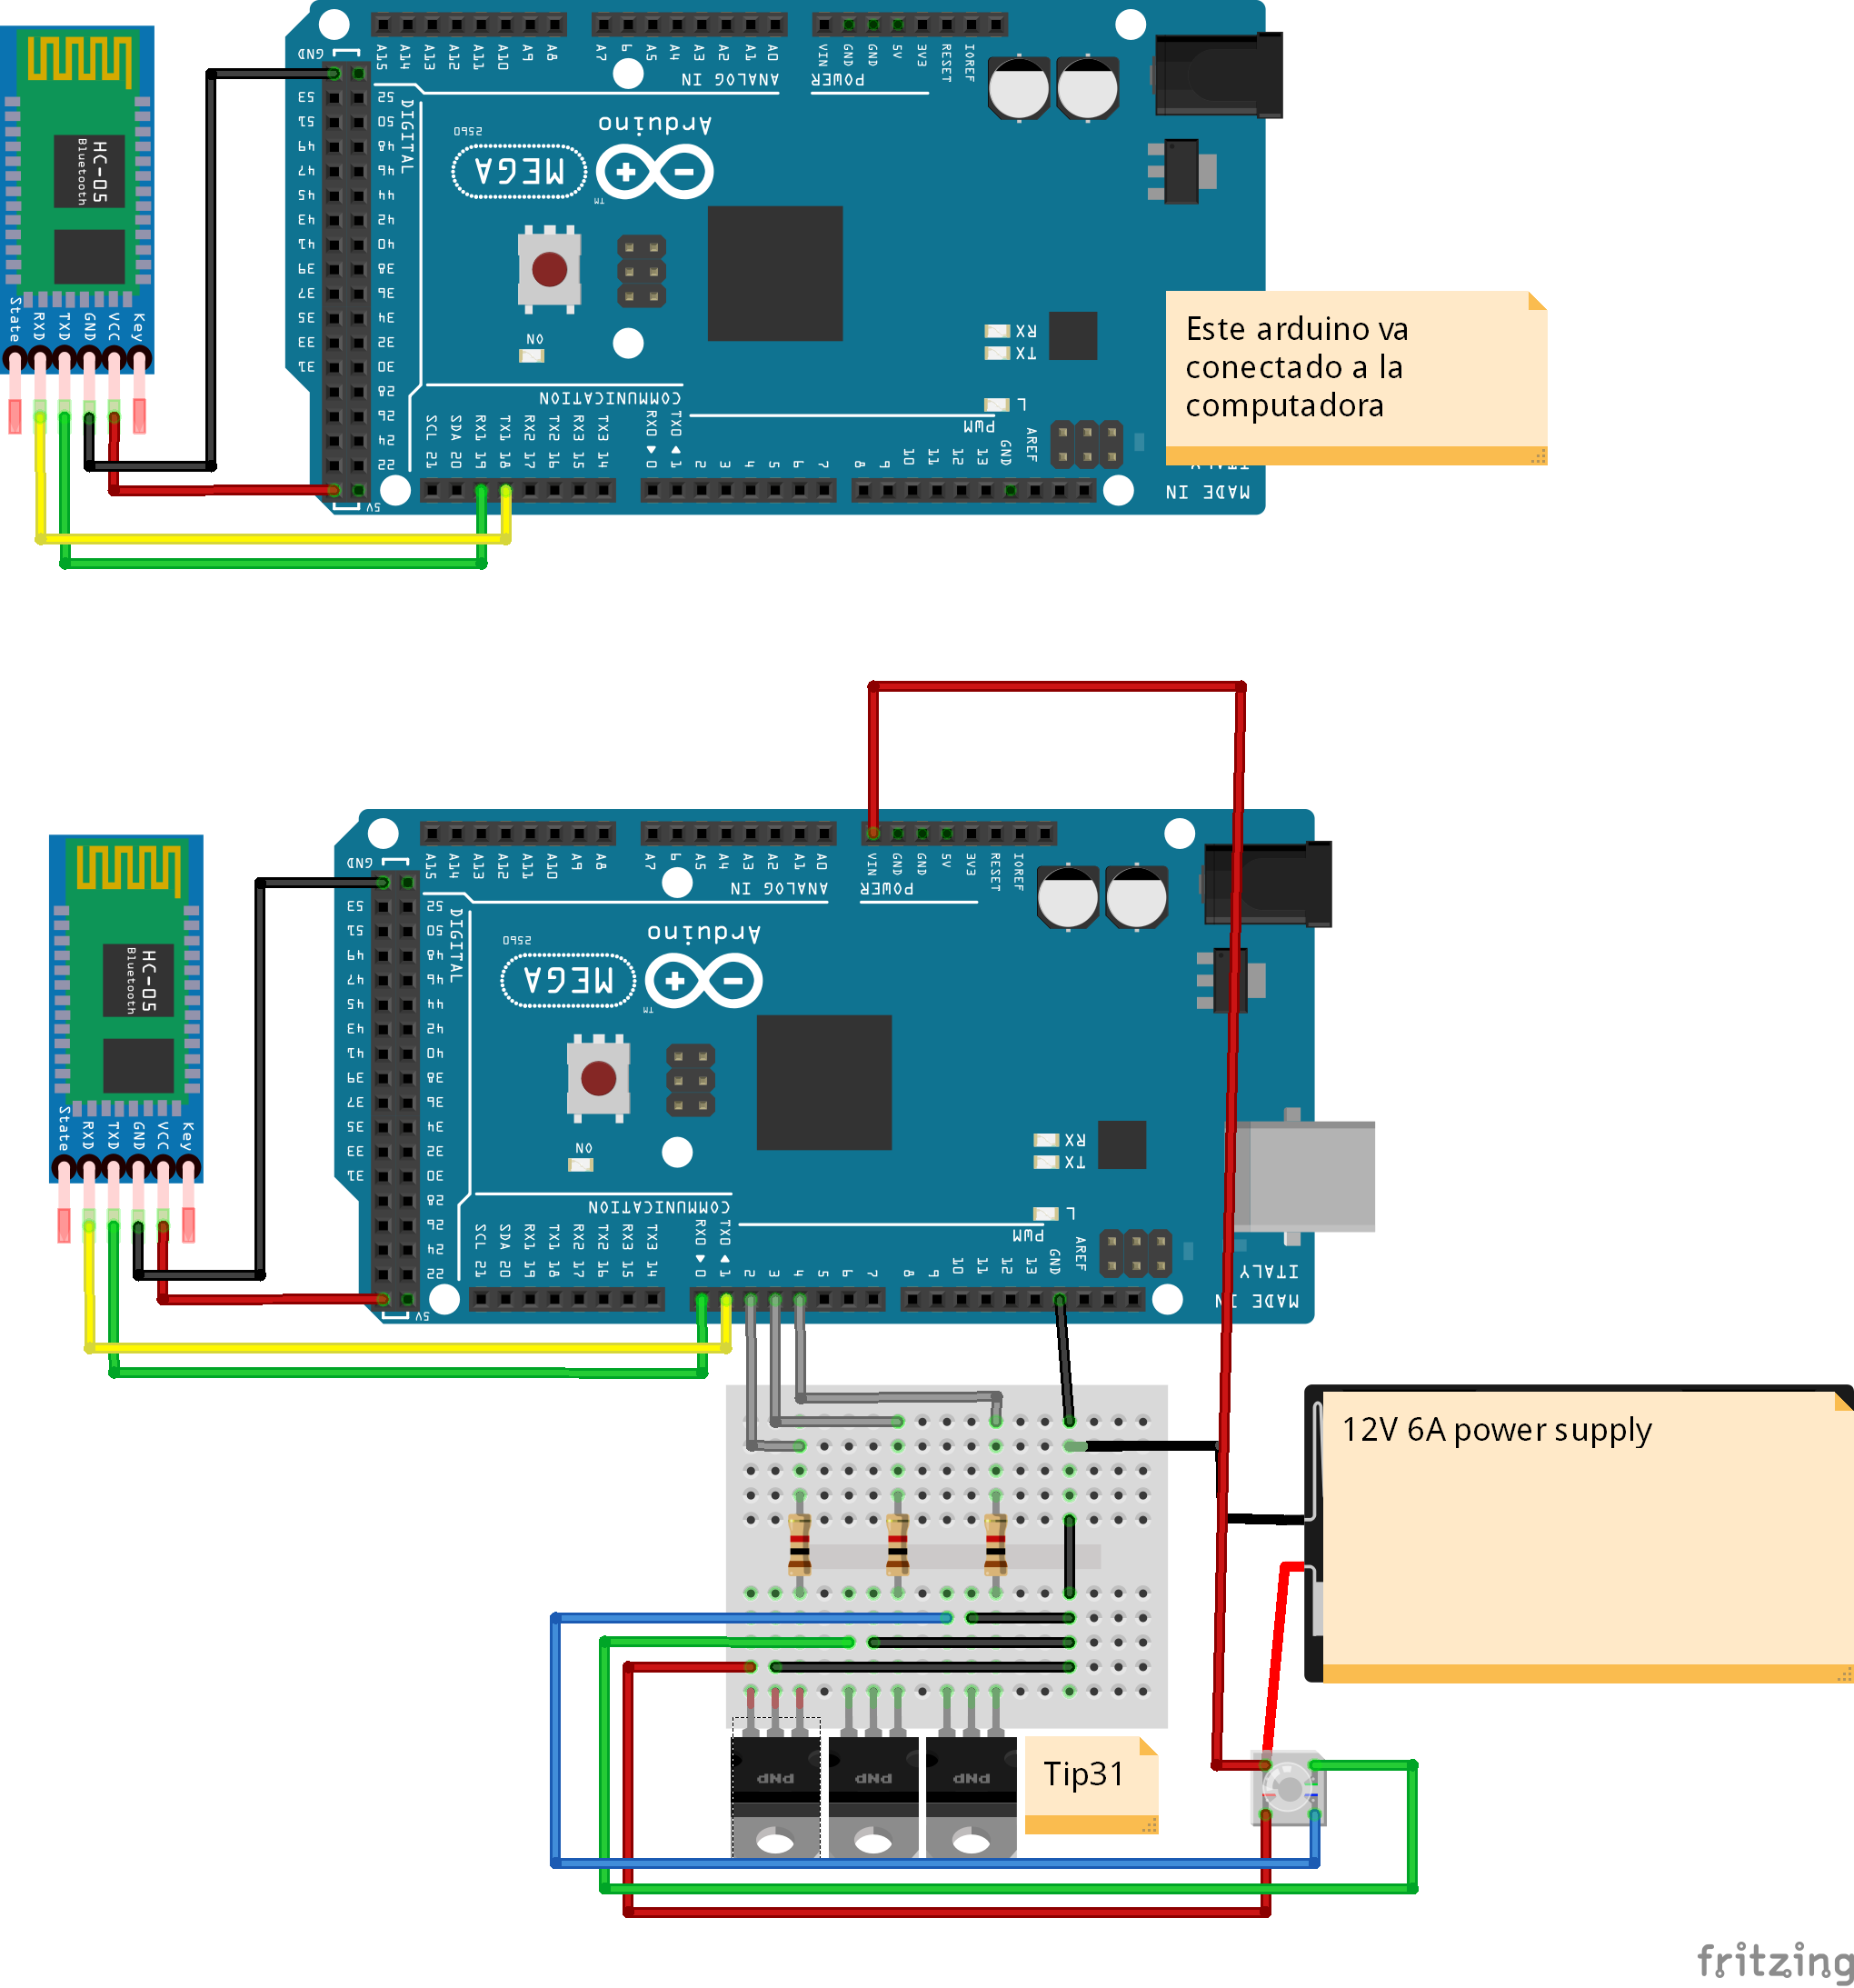 A15 A14 A13 A12 A11 A10 A9 A8 A7 6 A5 A4 A3 A2 A1 A0 VIN GND GND 5V 3V3 RESET IOREF
GND
ANALOG IN
POWER
53 52
51 50
49 48
47 46
45 44
43 42
41 40
39 38
37 36
35 34
33 32
31 30
28
26
24
22
DIGITAL
Arduino
2560
MEGA
TM
ON
RX
TX
L
COMMUNICATION
PWM
SCL 21 SDA 20 RX1 19 TX1 18 RX2 17 TX2 16 RX3 15 TX3 14 RX0 0 TX0 1 2 3 4 5 6 7 8 9 10 11 12 13 GND AREF
MADE IN
ITALY
5V
HC-05
Bluetooth
State RXD TXD GND VCC Key
Este arduino va
conectado a la
computadora
A15 A14 A13 A12 A11 A10 A9 A8 A7 6 A5 A4 A3 A2 A1 A0 VIN GND GND 5V 3V3 RESET IOREF
GND
ANALOG IN
POWER
53 52
51 50
49 48
47 46
45 44
43 42
41 40
39 38
37 36
35 34
33 32
31 30
28
26
24
22
DIGITAL
Arduino
2560
MEGA
TM
ON
RX
TX
L
COMMUNICATION
PWM
SCL 21 SDA 20 RX1 19 TX1 18 RX2 17 TX2 16 RX3 15 TX3 14 RX0 0 TX0 1 2 3 4 5 6 7 8 9 10 11 12 13 GND AREF
ITALY
MADE IN
5V
HC-05
Bluetooth
State RXD TXD GND VCC Key
12V 6A power supply
PNP PNP PNP
Tip31
fritzing